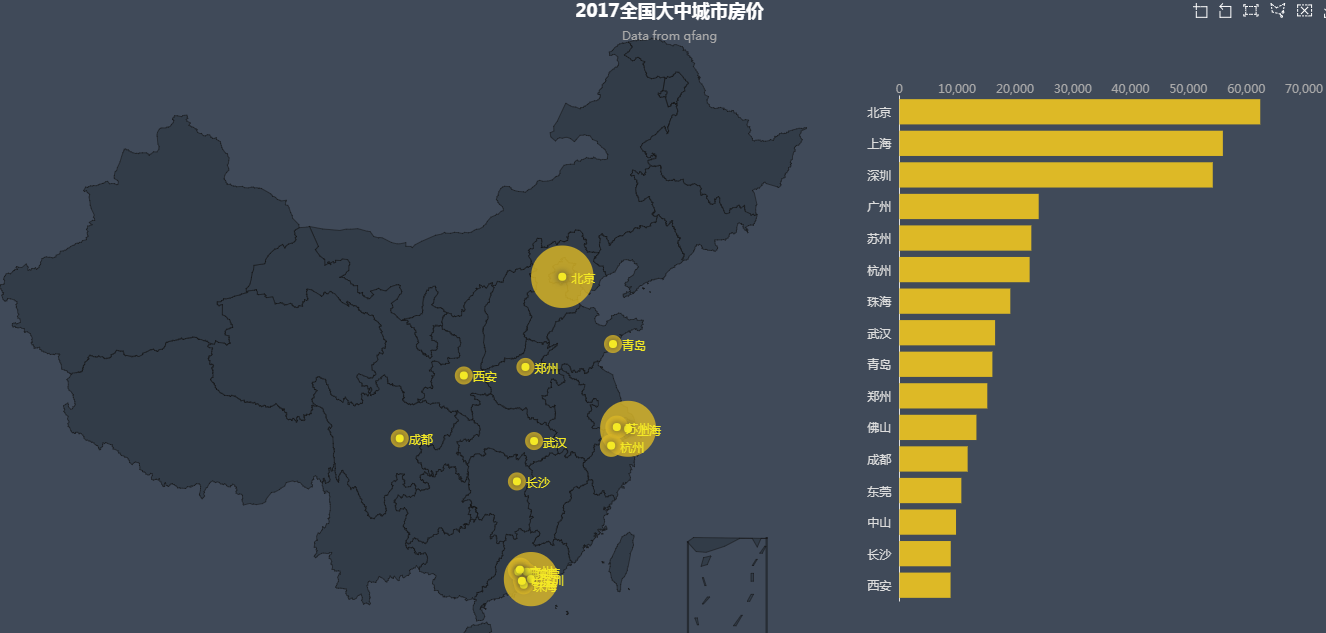 2017全国大中城市房价
Data from qfang
0 10,000 20,000 30,000 40,000 50,000 60,000 70,000
北京
上海
深圳
广州
苏州
杭州
珠海
武汉
青岛
郑州
佛山
成都
东莞
中山
长沙
西安
北京
青岛
郑州
西安
苏州
上海
成都
武汉
杭州
长沙
广州
珠海